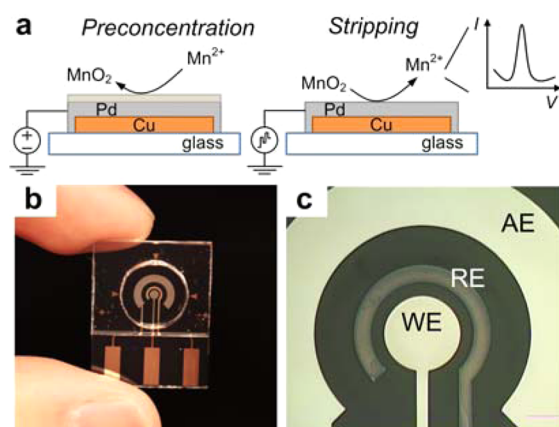 a
Preconcentration
Stripping
I
Mn2+
MnO2
Mn2+
MnO2
V
Pd
Pd
Cu
Cu
glass
glass
b
c
AE
RE
WE